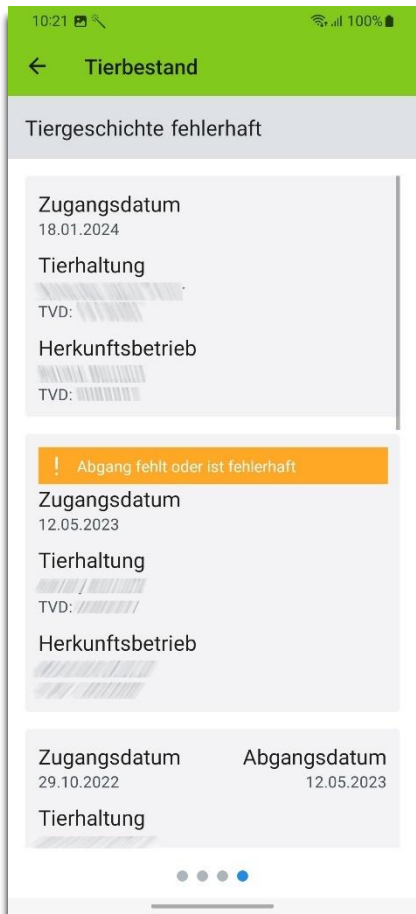 10:21 100%
Tierbestand
Tiergeschichte fehlerhaft
Zugangsdatum
18.01.2024
Tierhaltung
TVD:
Herkunftsbetrieb
TVD:
! Abgang fehlt oder ist fehlerhaft
Zugangsdatum
12.05.2023
Tierhaltung
TVD:
Herkunftsbetrieb
Zugangsdatum Abgangsdatum
29.10.2022 12.05.2023
Tierhaltung